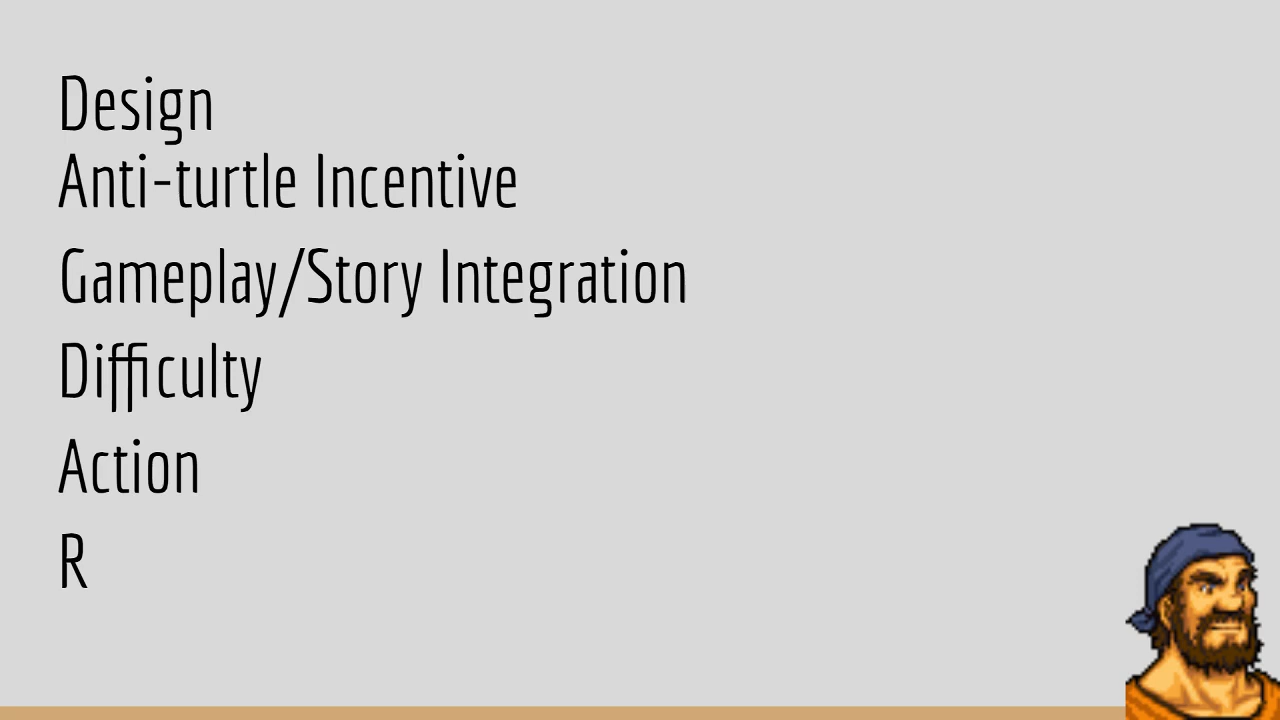 Design
Anti-turtle Incentive
Gameplay/Story Integration
Difficulty
Action
R